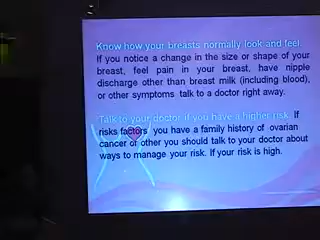 Know how your breasts normally look and feel.
If you notice a change in the size or shape of your
breast, feel pain in your breast, have nipple
discharge other than breast milk (including blood),
or other symptoms talk to a doctor right away.
Talk to your doctor if you have a higher risk. If
risks factors you have a family history of ovarian
cancer or other you should talk to your doctor about
ways to manage your risk. If your risk is high.